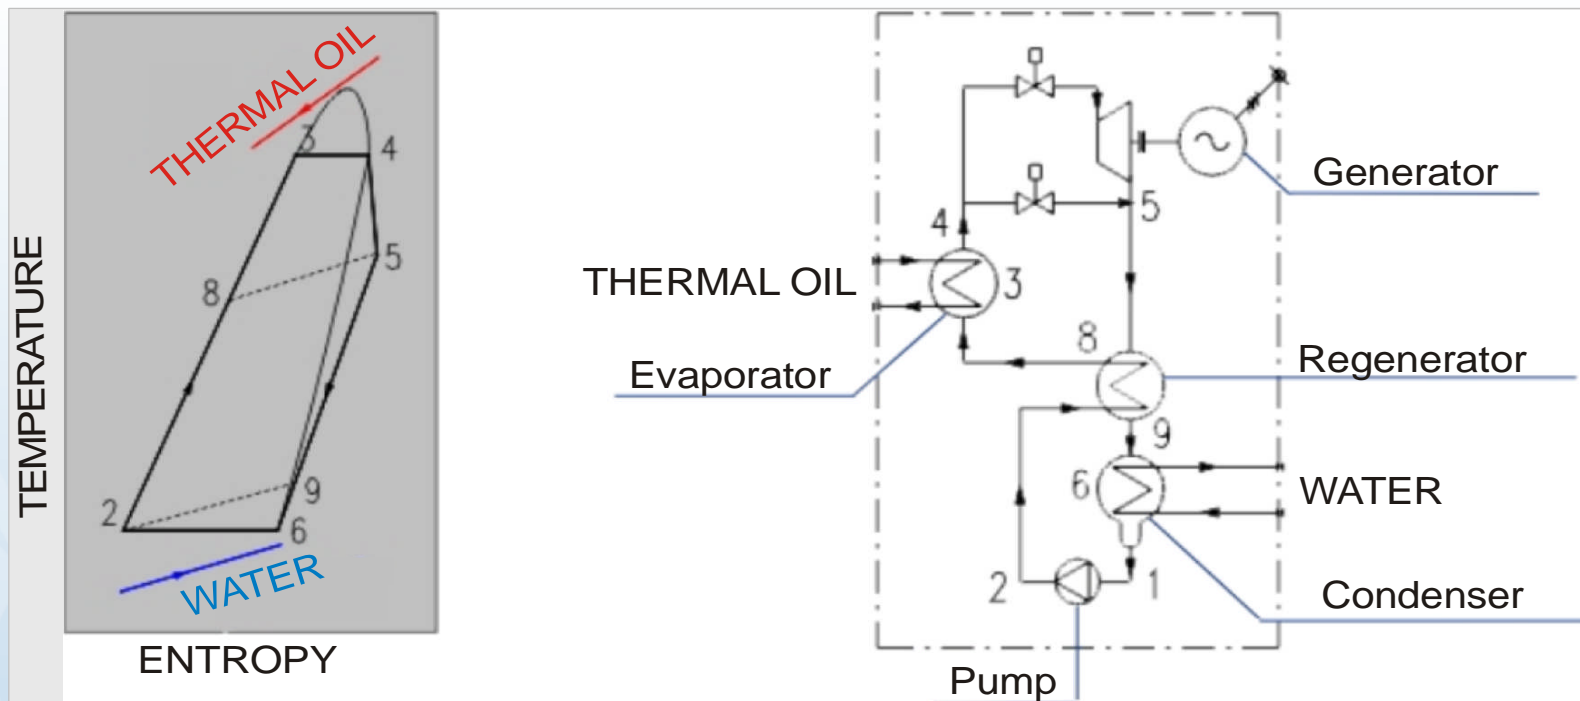 TEMPERATURE
THERMAL OIL
3
4
5
8
9
2
6
WATER
ENTROPY
Generator
4
5
THERMAL OIL
3
8
Regenerator
Evaporator
9
6
WATER
2
1
Condenser
Pump